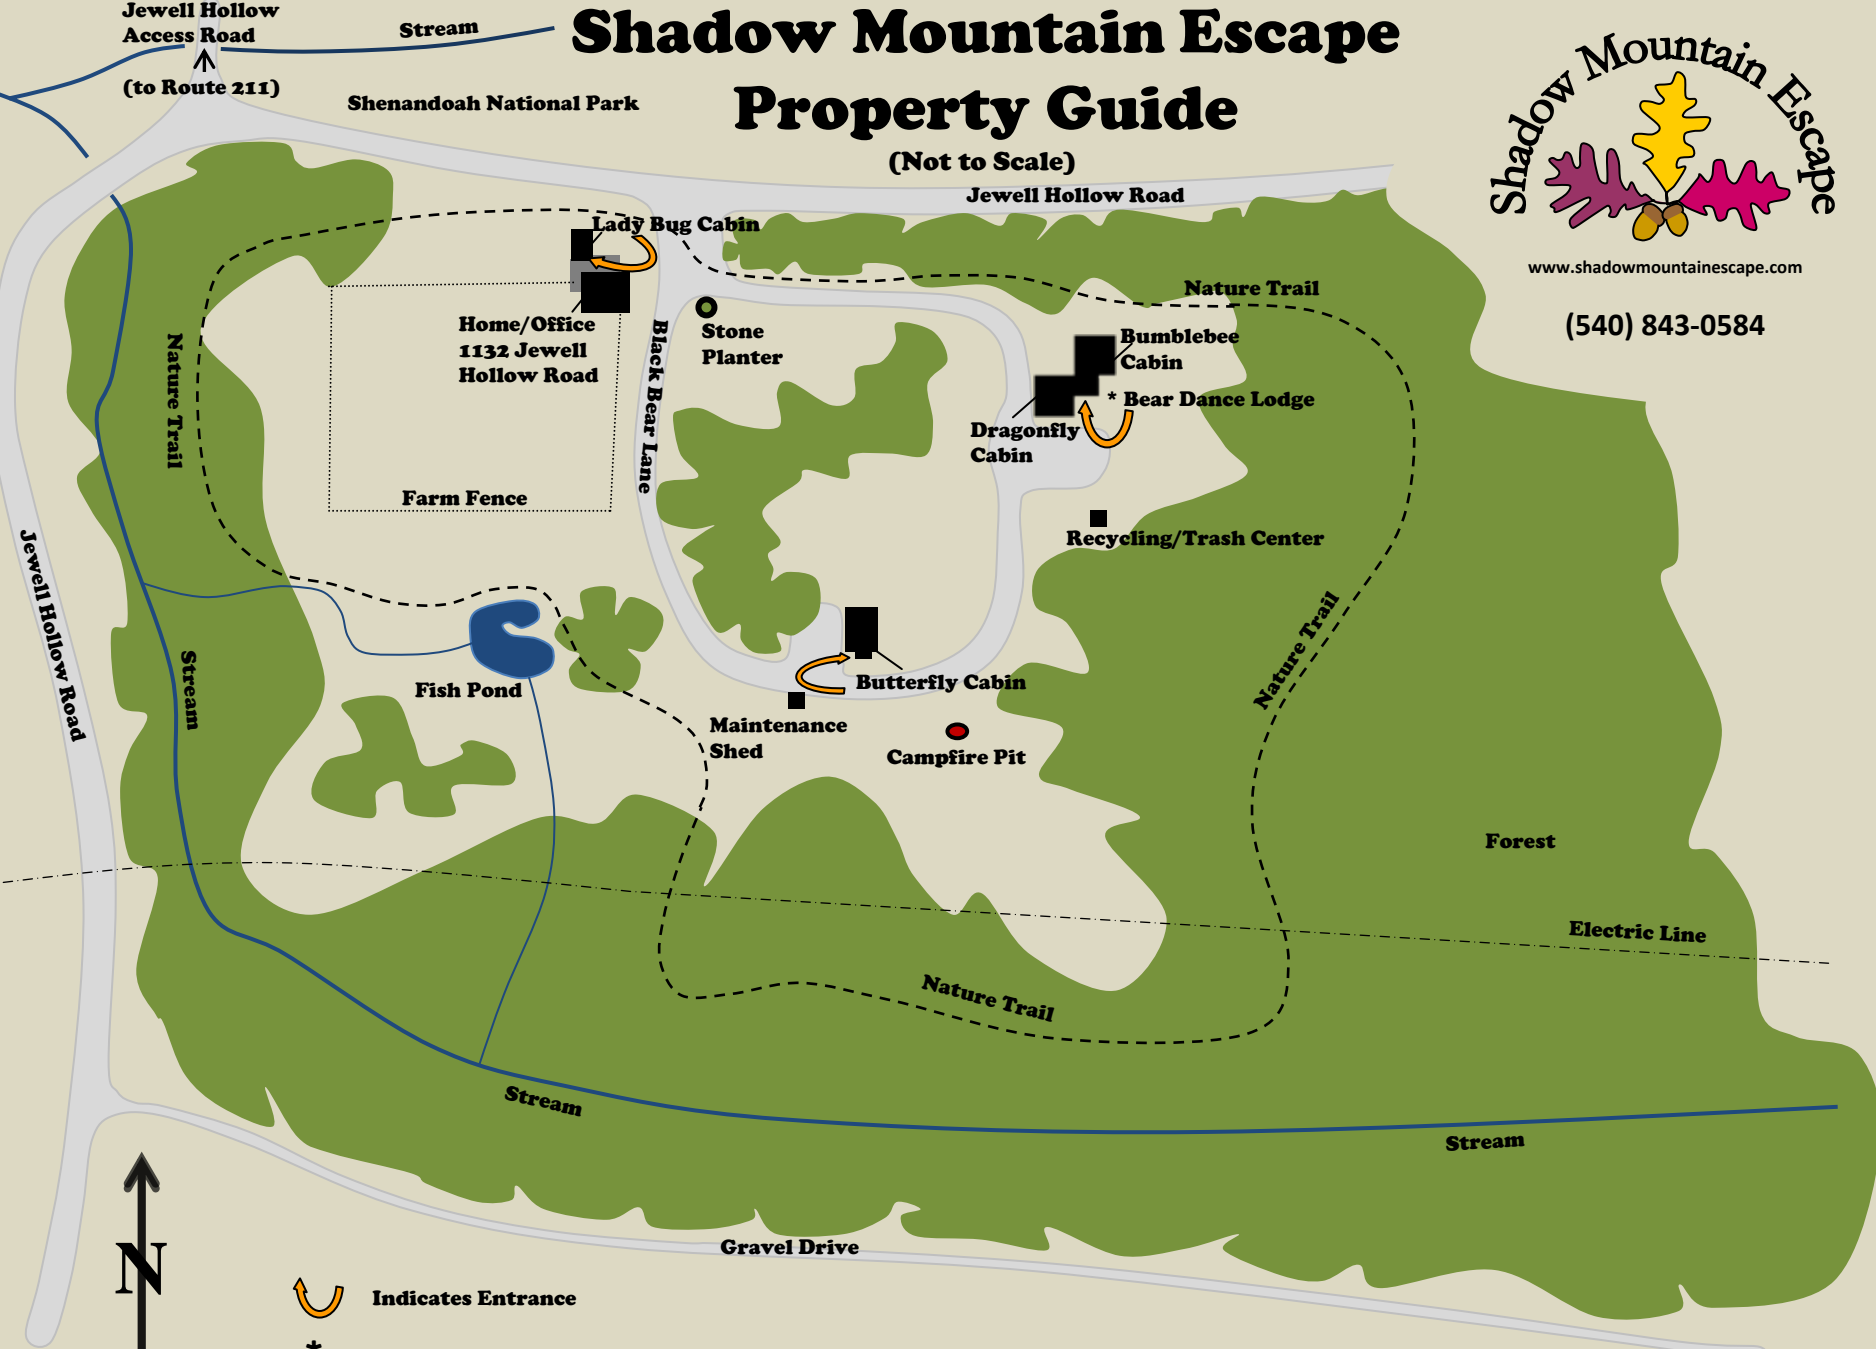 Jewell Hollow
Access Road
(to Route 211)
Stream
Shenandoah National Park
Shadow Mountain Escape
Property Guide
(Not to Scale)
Jewell Hollow Road
Shadow Mountain Escape
www.shadowmountainescape.com
(540) 843-0584
Lady Bug Cabin
Home/Office
1132 Jewell
Hollow Road
Stone
Planter
Black Bear Lane
Nature Trail
Nature Trail
Bumblebee
Cabin
* Bear Dance Lodge
Dragonfly
Cabin
Farm Fence
Recycling/Trash Center
Jewell Hollow Road
Stream
Fish Pond
Nature Trail
Butterfly Cabin
Maintenance
Shed
Campfire Pit
Forest
Electric Line
Nature Trail
Stream
Stream
Gravel Drive
N
Indicates Entrance
*